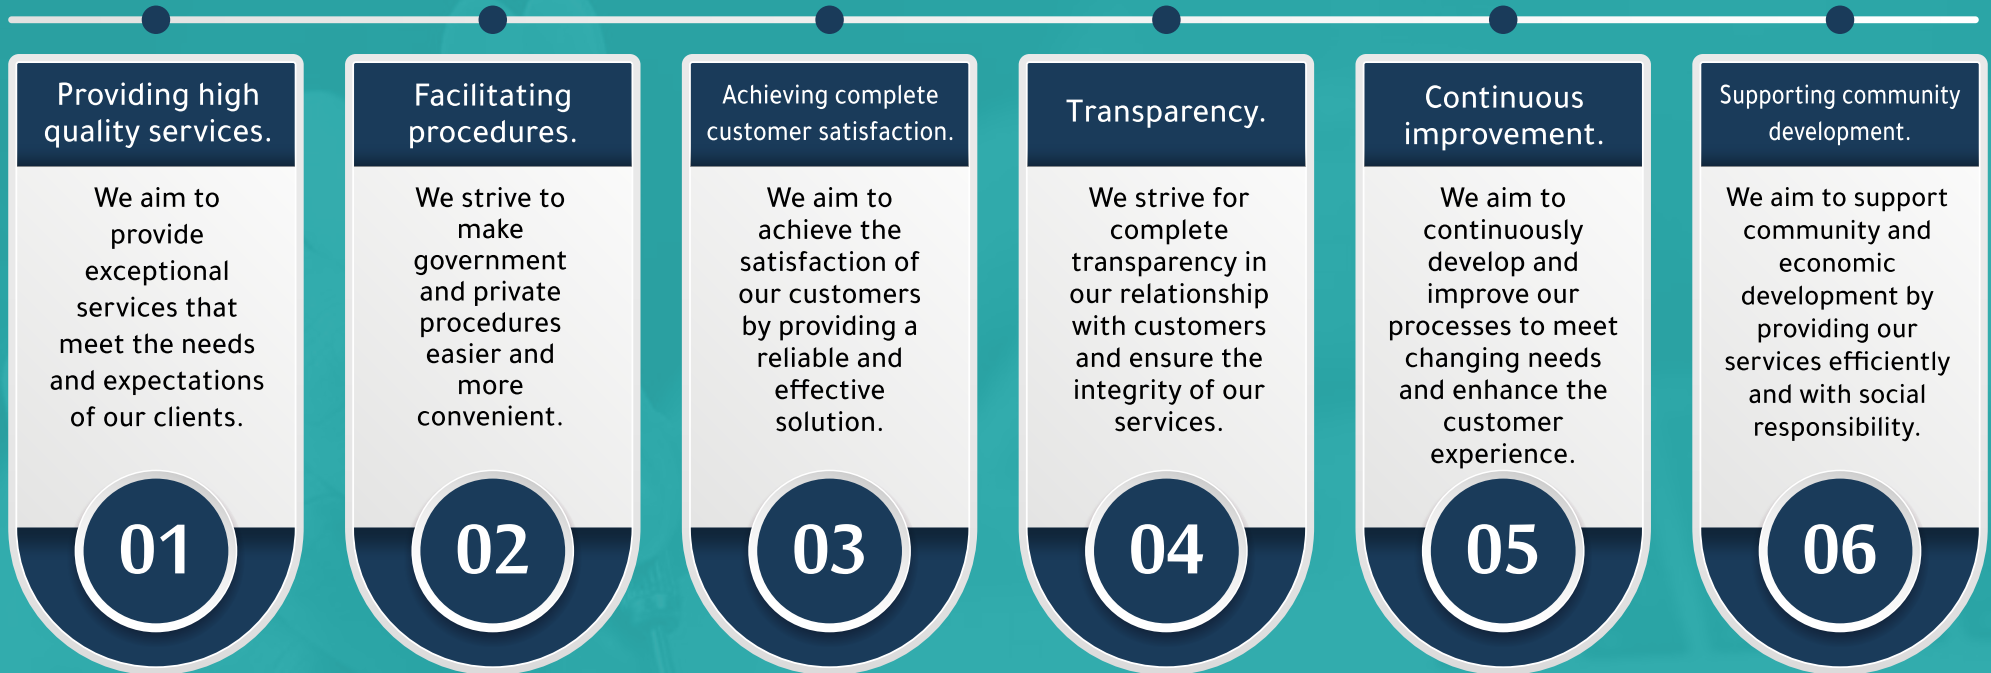 Providing high
quality services.
We aim to
provide
exceptional
services that
meet the needs
and expectations
of our clients.
01
Facilitating
procedures.
We strive to
make
government
and private
procedures
easier and
more
convenient.
02
Achieving complete
customer satisfaction.
We aim to
achieve the
satisfaction of
our customers
by providing a
reliable and
effective
solution.
03
Transparency.
We strive for
complete
transparency in
our relationship
with customers
and ensure the
integrity of our
services.
04
Continuous
improvement.
We aim to
continuously
develop and
improve our
processes to meet
changing needs
and enhance the
customer
experience.
05
Supporting community
development.
We aim to support
community and
economic
development by
providing our
services efficiently
and with social
responsibility.
06